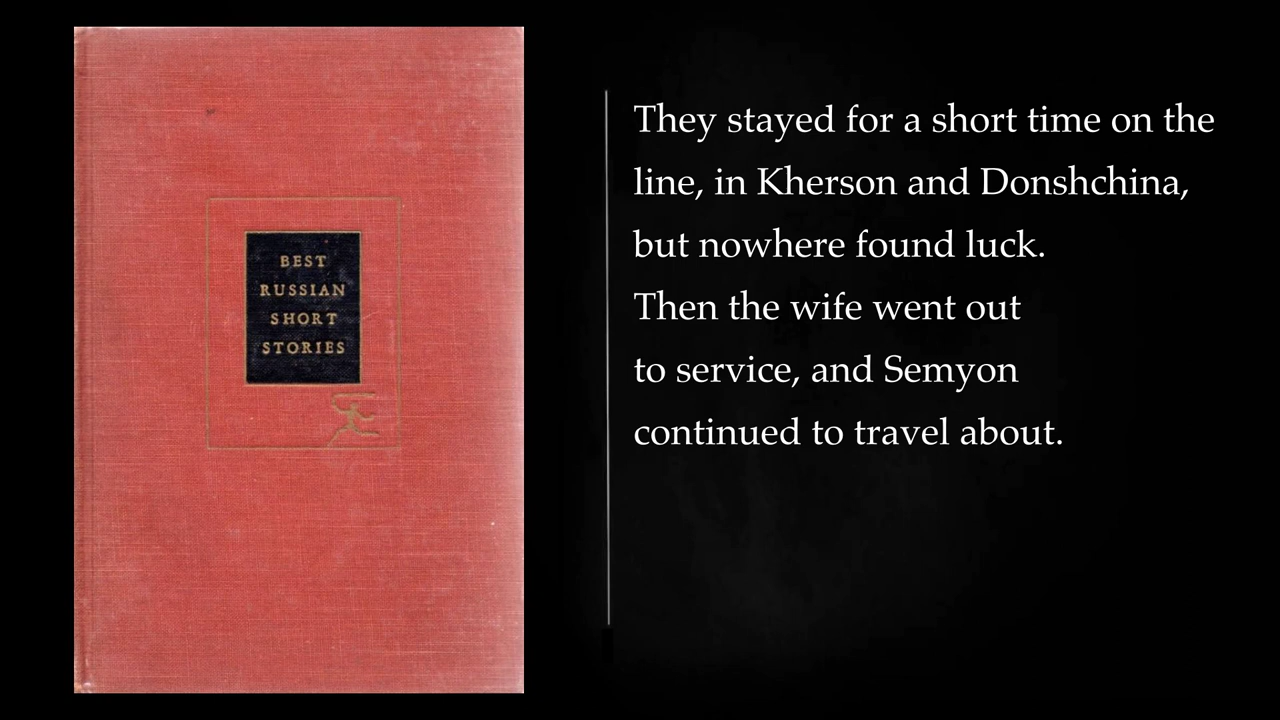 BEST
RUSSIAN
SHORT
STORIES
They stayed for a short time on the
line, in Kherson and Donshchina,
but nowhere found luck.
Then the wife went out
to service, and Semyon
continued to travel about.